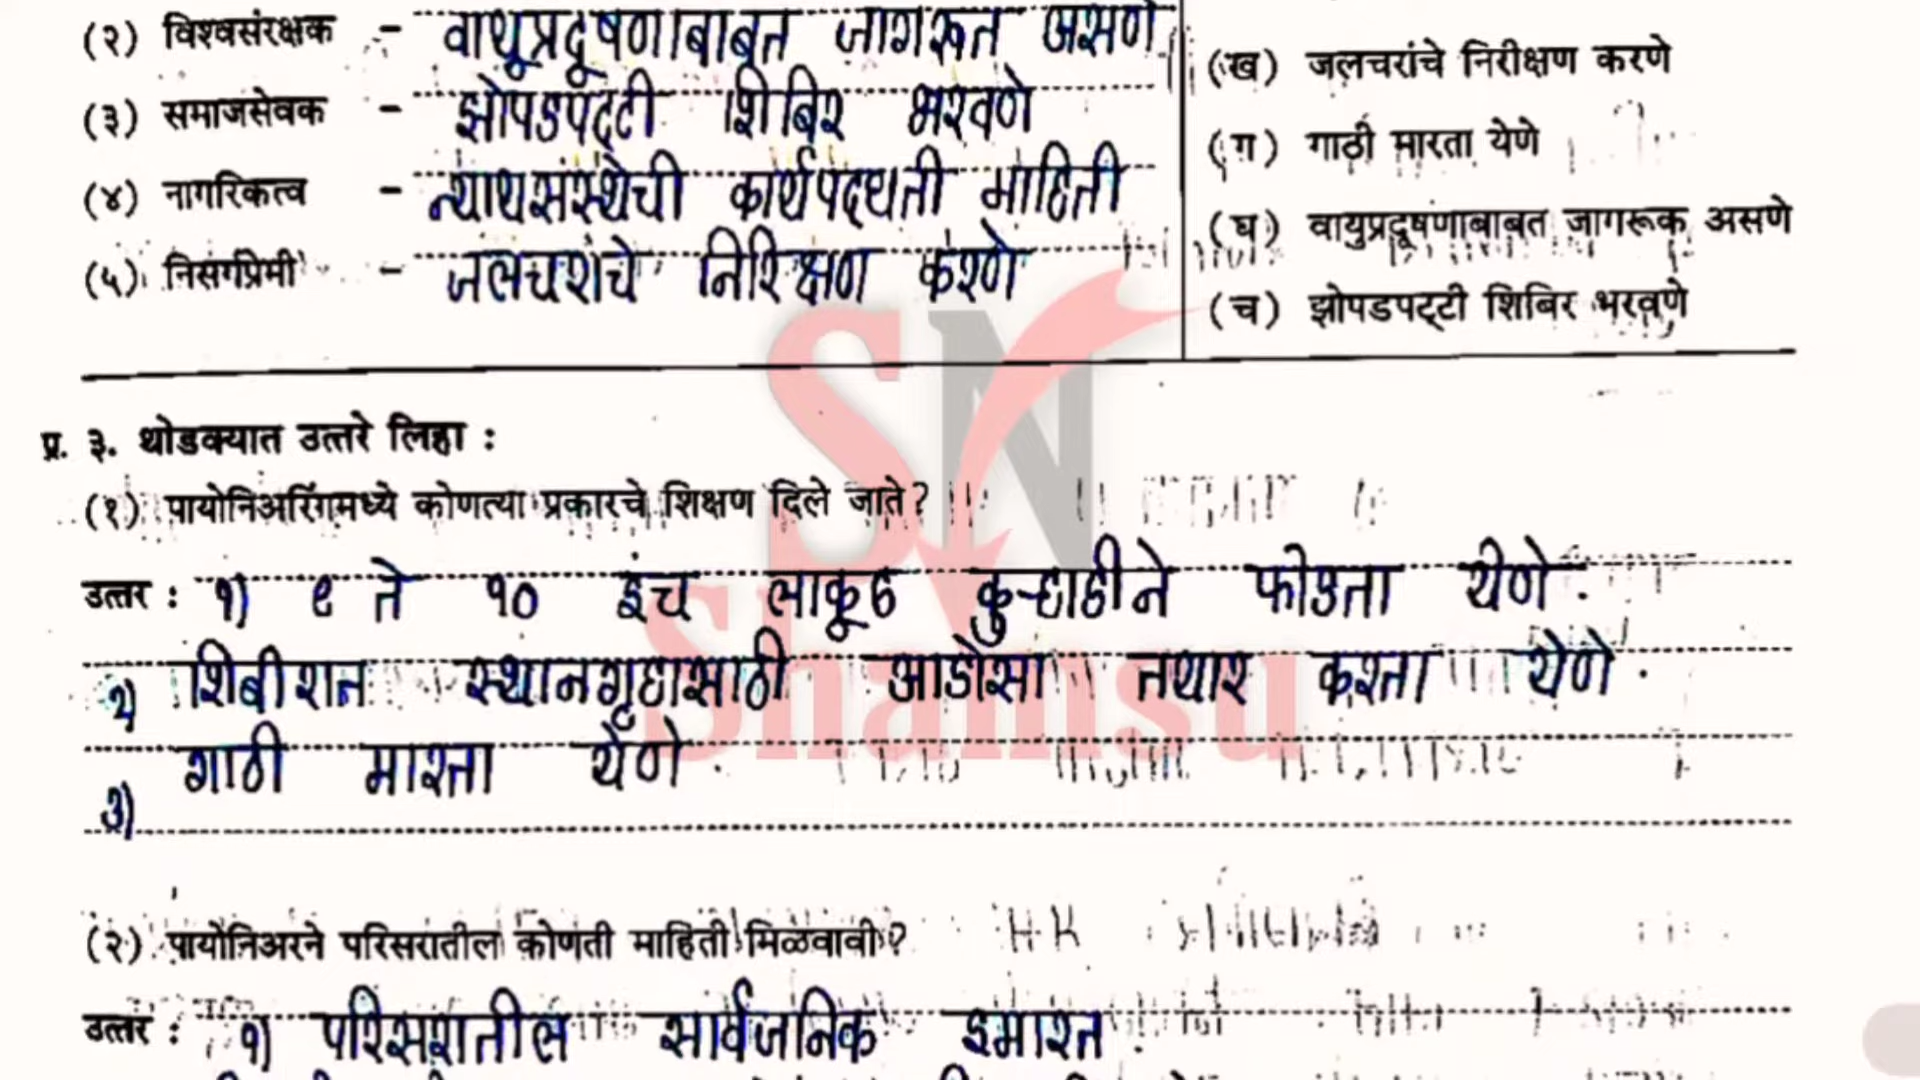 (२) विश्वसंरक्षक - वायूप्रदूषणाबाबत जागरूत असणे
(३) समाजसेवक - झोपडपट्टी शिबिर भरवणे
(४) नागरिकत्व - न्यायसंस्थेची कार्यपद्धती माहिती
(५) निसर्गप्रेमी - जलचरांचे निरिक्षण करणे
(ख) जलचरांचे निरीक्षण करणे
(ग) गाठी मारता येणे
(घ) वायुप्रदूषणाबाबत जागरूक असणे
(च) झोपडपट्टी शिबिर भरवणे
SN
Shamsu
प्र. ३. थोडक्यात उत्तरे लिहा :
(१) पायोनिअरिंगमध्ये कोणत्या प्रकारचे शिक्षण दिले जाते?
उत्तर : १) ९ ते १० इंच लाकूड कुऱ्हाडीने फोडता येणे.
२) शिबीरात स्थानगृहासाठी आडोसा तयार करता येणे.
३) गाठी मारता येणे.
(२) पायोनिअरने परिसरातील कोणती माहिती मिळवावी?
उत्तर : १) परिसरातील सार्वजनिक इमारत.